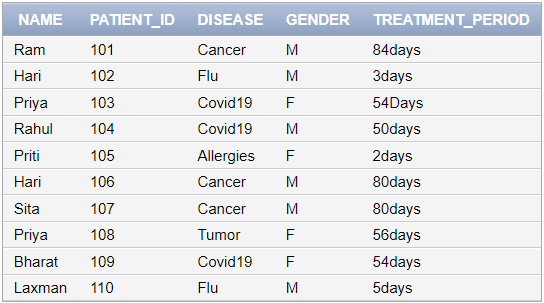 NAME PATIENT_ID DISEASE GENDER TREATMENT_PERIOD
Ram 101 Cancer M 84days
Hari 102 Flu M 3days
Priya 103 Covid19 F 54Days
Rahul 104 Covid19 M 50days
Priti 105 Allergies F 2days
Hari 106 Cancer M 80days
Sita 107 Cancer M 80days
Priya 108 Tumor F 56days
Bharat 109 Covid19 F 54days
Laxman 110 Flu M 5days